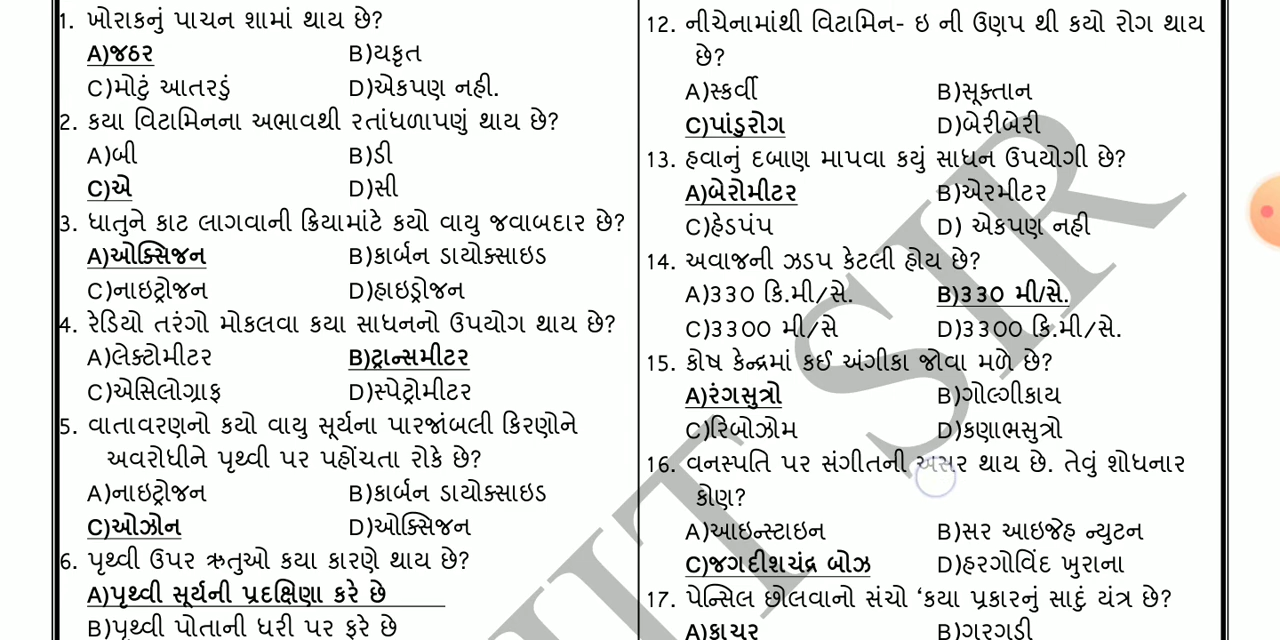 1. ખોરાકનું પાચન શામાં થાય છે?
A)જઠર B)યકૃત
C)મોટું આતરડું D)એકપણ નહી.
2. કયા વિટામિનના અભાવથી રતાંધળાપણું થાય છે?
A)બી B)ડી
C)એ D)સી
3. ધાતુને કાટ લાગવાની ક્રિયામાંટે કયો વાયુ જવાબદાર છે?
A)ઓક્સિજન B)કાર્બન ડાયોક્સાઇડ
C)નાઇટ્રોજન D)હાઇડ્રોજન
4. રેડિયો તરંગો મોકલવા કયા સાધનનો ઉપયોગ થાય છે?
A)લેક્ટોમીટર B)ટ્રાન્સમીટર
C)એસિલોગ્રાફ D)સ્પેટ્રોમીટર
5. વાતાવરણનો કયો વાયુ સૂર્યના પારજાંબલી કિરણોને
અવરોધીને પૃથ્વી પર પહોંચતા રોકે છે?
A)નાઇટ્રોજન B)કાર્બન ડાયોક્સાઇડ
C)ઓઝોન D)ઓક્સિજન
6. પૃથ્વી ઉપર ઋતુઓ કયા કારણે થાય છે?
A)પૃથ્વી સૂર્યની પ્રદક્ષિણા કરે છે
B)પૃથ્વી પોતાની ધરી પર ફરે છે
12. નીચેનામાંથી વિટામિન- ઇ ની ઉણપ થી કયો રોગ થાય
છે?
A)સ્કર્વી B)સૂક્તાન
C)પાંડુરોગ D)બેરીબેરી
13. હવાનું દબાણ માપવા કયું સાધન ઉપયોગી છે?
A)બેરોમીટર B)એરમીટર
C)હેડપંપ D) એકપણ નહી
14. અવાજની ઝડપ કેટલી હોય છે?
A)330 કિ.મી/સે. B)330 મી/સે.
C)3300 મી/સે D)3300 કિ.મી/સે.
15. કોષ કેન્દ્રમાં કઈ અંગીકા જોવા મળે છે?
A)રંગસુત્રો B)ગોલ્ગીકાય
C)રિબોઝોમ D)કણાભસુત્રો
16. વનસ્પતિ પર સંગીતની અસર થાય છે. તેવું શોધનાર
કોણ?
A)આઇન્સ્ટાઇન B)સર આઇજેહ ન્યુટન
C)જગદીશચંદ્ર બોઝ D)હરગોવિંદ ખુરાના
17. પેન્સિલ છોલવાનો સંચો ‘કયા પ્રકારનું સાદું યંત્ર છે?
A)ફાચર B)ગરગડી
SIR